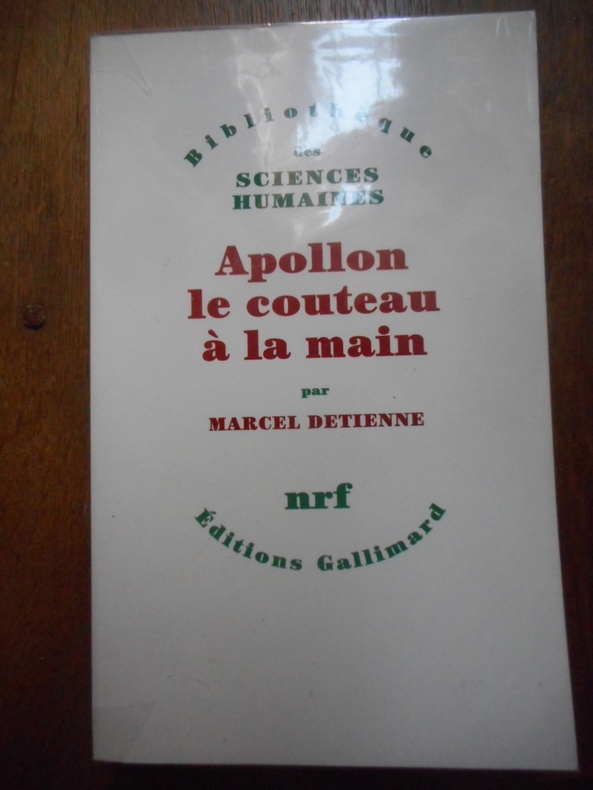 Bibliothèque
des
SCIENCES
HUMAINES
Apollon
le couteau
à la main
par
MARCEL DETIENNE
nrf
Éditions Gallimard